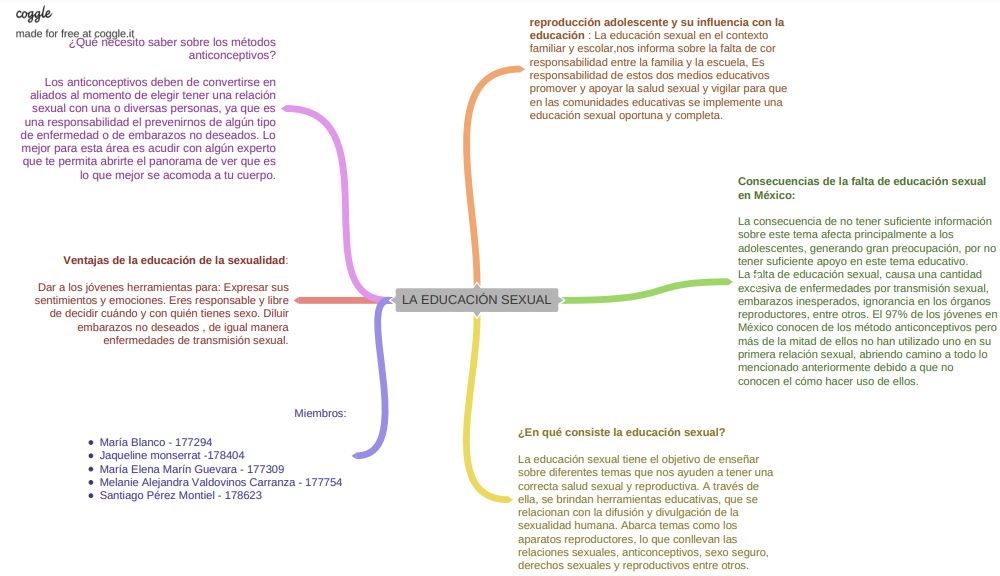 coggle
made for free at coggle.it
¿Qué necesito saber sobre los métodos
anticonceptivos?
Los anticonceptivos deben de convertirse en
aliados al momento de elegir tener una relación
sexual con una o diversas personas, ya que es
una responsabilidad el prevenirnos de algún tipo
de enfermedad o de embarazos no deseados. Lo
mejor para esta área es acudir con algún experto
que te permita abrirte el panorama de ver que es
lo que mejor se acomoda a tu cuerpo.
reproducción adolescente y su influencia con la
educación : La educación sexual en el contexto
familiar y escolar,nos informa sobre la falta de cor
responsabilidad entre la familia y la escuela, Es
responsabilidad de estos dos medios educativos
promover y apoyar la salud sexual y vigilar para que
en las comunidades educativas se implemente una
educación sexual oportuna y completa.
Consecuencias de la falta de educación sexual
en México:
La consecuencia de no tener suficiente información
sobre este tema afecta principalmente a los
adolescentes, generando gran preocupación, por no
tener suficiente apoyo en este tema educativo.
La falta de educación sexual, causa una cantidad
excesiva de enfermedades por transmisión sexual,
embarazos inesperados, ignorancia en los órganos
reproductores, entre otros. El 97% de los jóvenes en
México conocen de los método anticonceptivos pero
más de la mitad de ellos no han utilizado uno en su
primera relación sexual, abriendo camino a todo lo
mencionado anteriormente debido a que no
conocen el cómo hacer uso de ellos.
Ventajas de la educación de la sexualidad:
Dar a los jóvenes herramientas para: Expresar sus
sentimientos y emociones. Eres responsable y libre
de decidir cuándo y con quién tienes sexo. Diluir
embarazos no deseados , de igual manera
enfermedades de transmisión sexual.
LA EDUCACIÓN SEXUAL
Miembros:
• María Blanco - 177294
• Jaqueline monserrat -178404
• María Elena Marín Guevara - 177309
• Melanie Alejandra Valdovinos Carranza - 177754
• Santiago Pérez Montiel - 178623
¿En qué consiste la educación sexual?
La educación sexual tiene el objetivo de enseñar
sobre diferentes temas que nos ayuden a tener una
correcta salud sexual y reproductiva. A través de
ella, se brindan herramientas educativas, que se
relacionan con la difusión y divulgación de la
sexualidad humana. Abarca temas como los
aparatos reproductores, lo que conllevan las
relaciones sexuales, anticonceptivos, sexo seguro,
derechos sexuales y reproductivos entre otros.